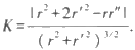 K = |r² + 2r'² − rr''| / (r² + r'²)^{3/2}.